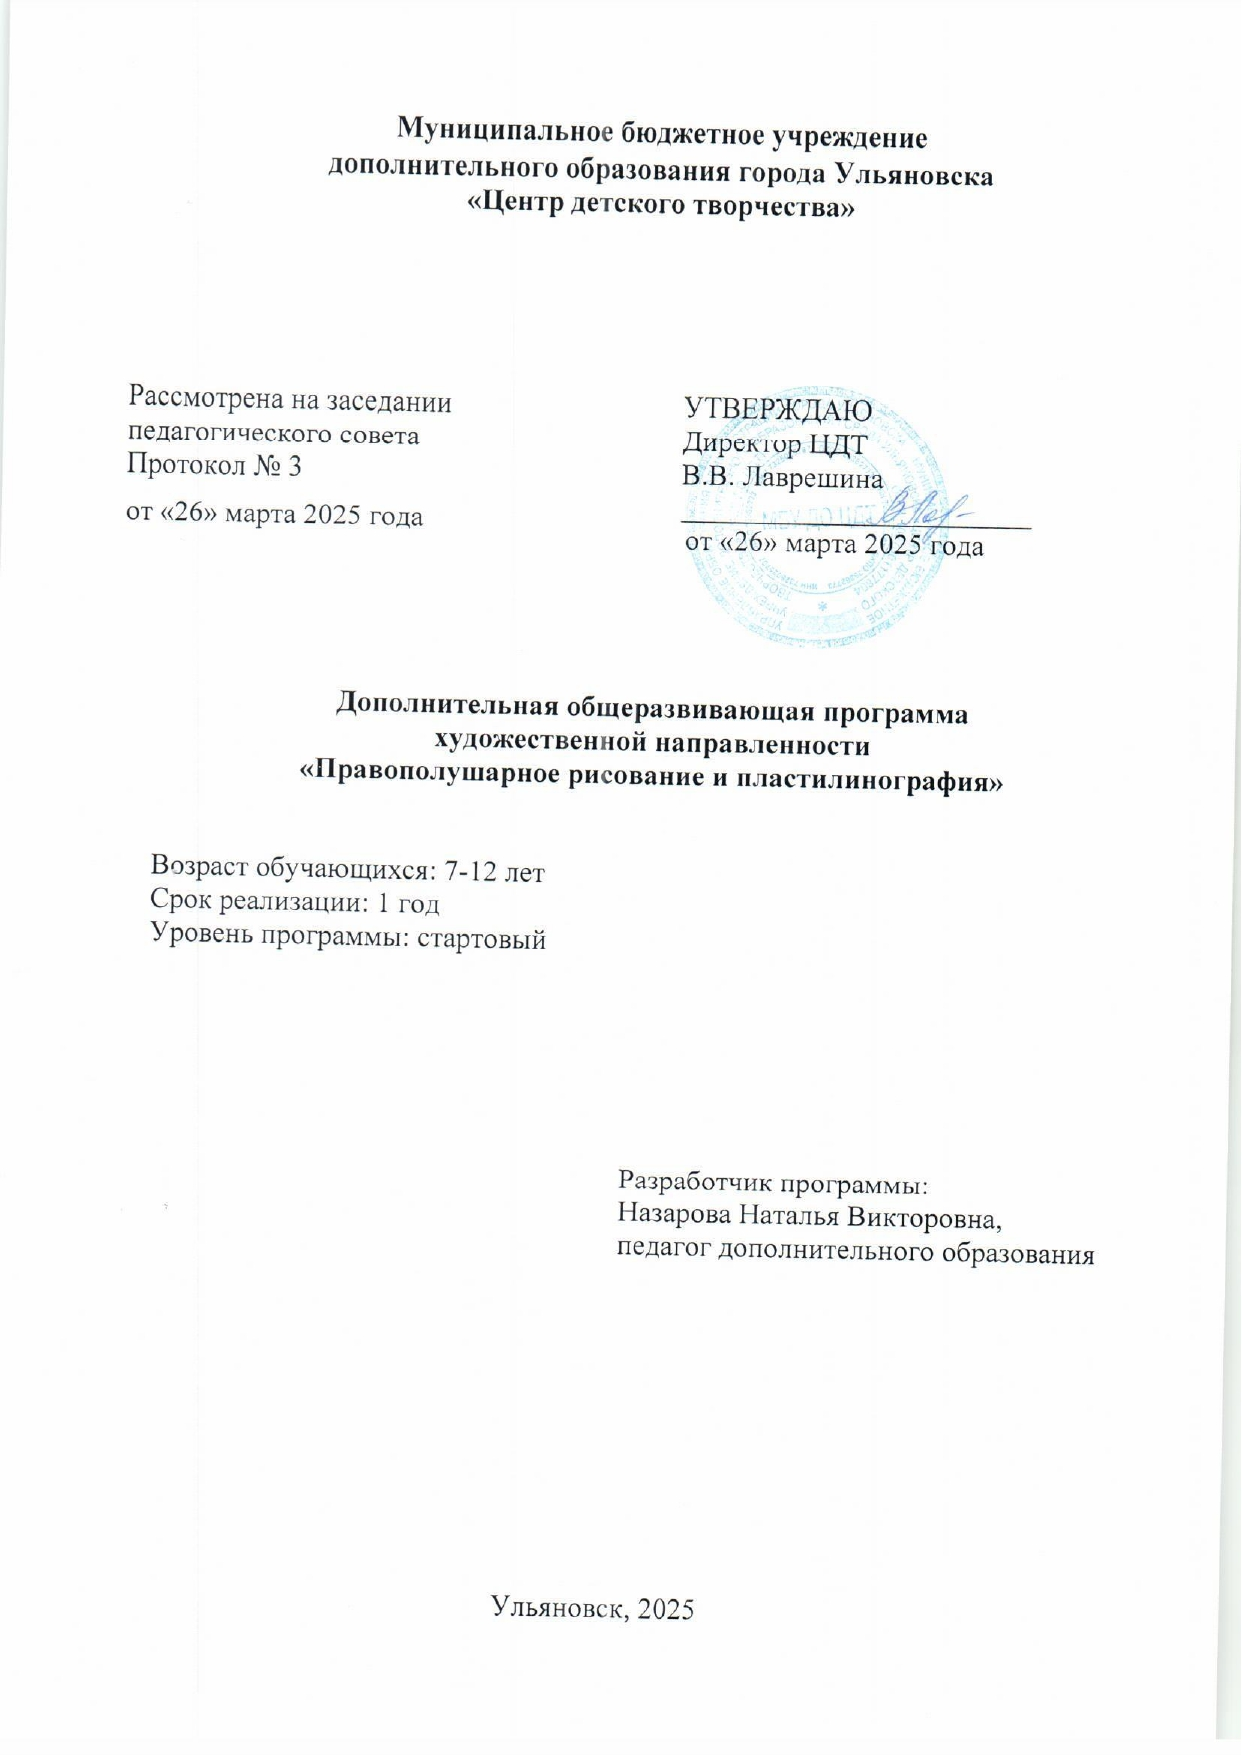 Муниципальное бюджетное учреждение
дополнительного образования города Ульяновска
«Центр детского творчества»
Рассмотрена на заседании
педагогического совета
Протокол № 3
от «26» марта 2025 года
УТВЕРЖДАЮ
Директор ЦДТ
В.В. Лаврешина
от «26» марта 2025 года
Дополнительная общеразвивающая программа
художественной направленности
«Правополушарное рисование и пластилинография»
Возраст обучающихся: 7-12 лет
Срок реализации: 1 год
Уровень программы: стартовый
Разработчик программы:
Назарова Наталья Викторовна,
педагог дополнительного образования
Ульяновск, 2025